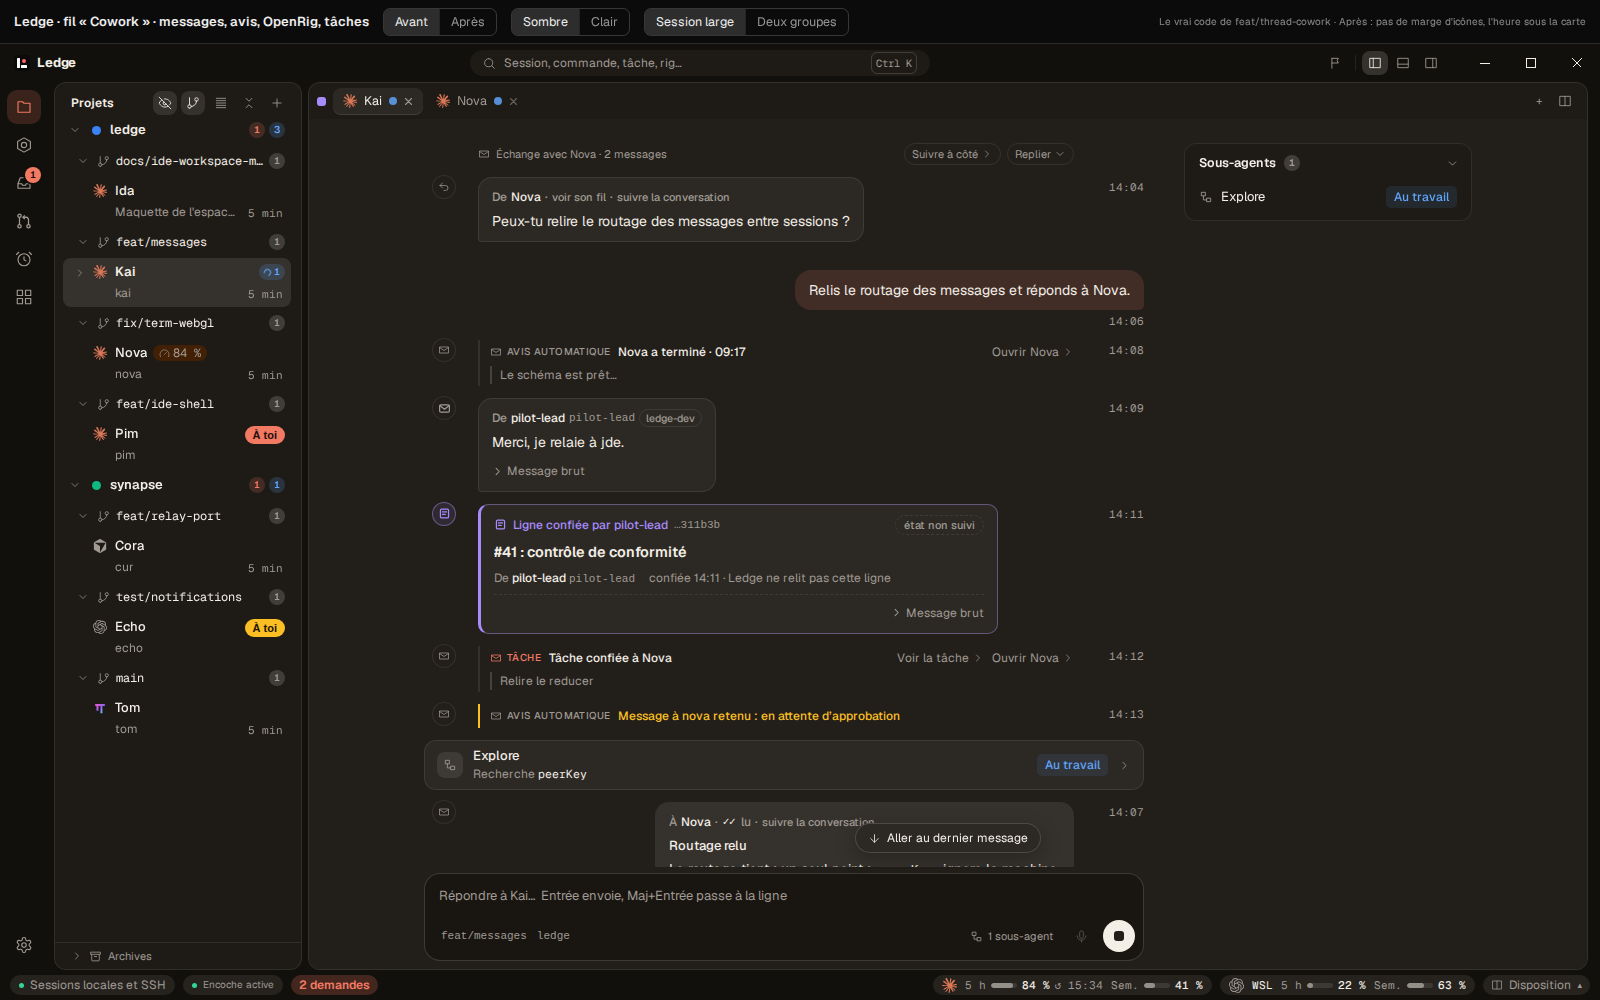 Ledge · fil « Cowork » · messages, avis, OpenRig, tâches
Avant Après
Sombre Clair
Session large Deux groupes
Le vrai code de feat/thread-cowork · Après : pas de marge d'icônes, l'heure sous la carte
Ledge
Session, commande, tâche, rig…
Ctrl K
Projets
ledge 1 3
docs/ide-workspace-m… 1
Ida
Maquette de l'espac… 5 min
feat/messages 1
Kai 1
kai 5 min
fix/term-webgl 1
Nova 84 %
nova 5 min
feat/ide-shell 1
Pim À toi
pim
synapse 1 1
feat/relay-port 1
Cora
cur 5 min
test/notifications 1
Echo À toi
echo
main 1
Tom
tom 5 min
Archives
1
Kai
Nova
Échange avec Nova · 2 messages
Suivre à côté
Replier
De Nova · voir son fil · suivre la conversation
Peux-tu relire le routage des messages entre sessions ?
14:04
Relis le routage des messages et réponds à Nova.
14:06
AVIS AUTOMATIQUE Nova a terminé · 09:17
Ouvrir Nova
14:08
Le schéma est prêt…
De pilot-lead pilot-lead ledge-dev
14:09
Merci, je relaie à jde.
Message brut
Ligne confiée par pilot-lead …311b3b
état non suivi
14:11
#41 : contrôle de conformité
De pilot-lead pilot-lead confiée 14:11 · Ledge ne relit pas cette ligne
Message brut
TÂCHE Tâche confiée à Nova
Voir la tâche
Ouvrir Nova
14:12
Relire le reducer
AVIS AUTOMATIQUE Message à nova retenu : en attente d'approbation
14:13
Explore
Recherche peerKey
Au travail
À Nova · lu · suivre la conversation
14:07
Routage relu
Aller au dernier message
Répondre à Kai… Entrée envoie, Maj+Entrée passe à la ligne
feat/messages ledge
1 sous-agent
Sous-agents 1
Explore
Au travail
Sessions locales et SSH
Encoche active
2 demandes
5 h 84 % 15:34 Sem. 41 %
WSL 5 h 22 % Sem. 63 %
Disposition